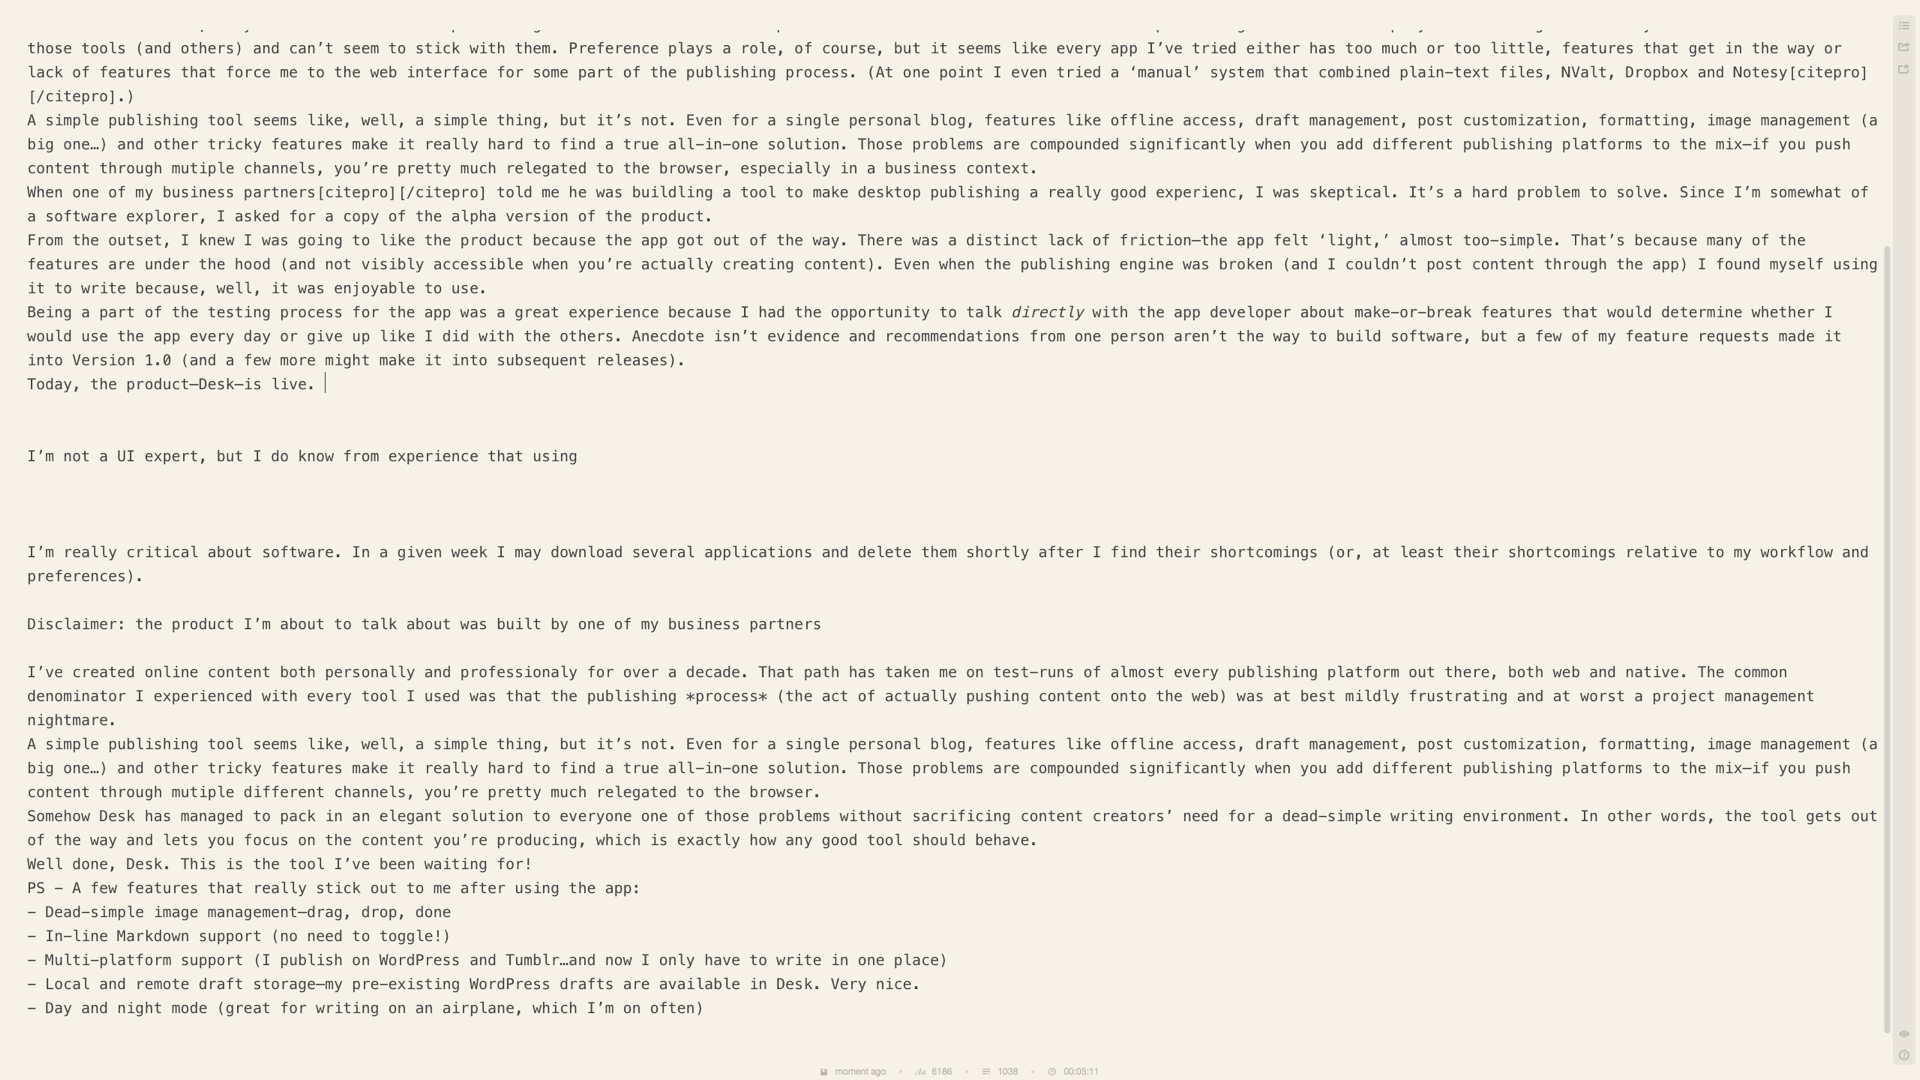 those tools (and others) and can’t seem to stick with them. Preference plays a role, of course, but it seems like every app I’ve tried either has too much or too little, features that get in the way or
lack of features that force me to the web interface for some part of the publishing process. (At one point I even tried a ‘manual’ system that combined plain-text files, NValt, Dropbox and Notesy[citepro]
[/citepro].)
A simple publishing tool seems like, well, a simple thing, but it’s not. Even for a single personal blog, features like offline access, draft management, post customization, formatting, image management (a
big one…) and other tricky features make it really hard to find a true all-in-one solution. Those problems are compounded significantly when you add different publishing platforms to the mix—if you push
content through mutiple channels, you’re pretty much relegated to the browser, especially in a business context.
When one of my business partners[citepro][/citepro] told me he was buildling a tool to make desktop publishing a really good experienc, I was skeptical. It’s a hard problem to solve. Since I’m somewhat of
a software explorer, I asked for a copy of the alpha version of the product.
From the outset, I knew I was going to like the product because the app got out of the way. There was a distinct lack of friction—the app felt ‘light,’ almost too-simple. That’s because many of the
features are under the hood (and not visibly accessible when you’re actually creating content). Even when the publishing engine was broken (and I couldn’t post content through the app) I found myself using
it to write because, well, it was enjoyable to use.
Being a part of the testing process for the app was a great experience because I had the opportunity to talk directly with the app developer about make-or-break features that would determine whether I
would use the app every day or give up like I did with the others. Anecdote isn’t evidence and recommendations from one person aren’t the way to build software, but a few of my feature requests made it
into Version 1.0 (and a few more might make it into subsequent releases).
Today, the product—Desk—is live.
I’m not a UI expert, but I do know from experience that using
I’m really critical about software. In a given week I may download several applications and delete them shortly after I find their shortcomings (or, at least their shortcomings relative to my workflow and
preferences).
Disclaimer: the product I’m about to talk about was built by one of my business partners
I’ve created online content both personally and professionaly for over a decade. That path has taken me on test-runs of almost every publishing platform out there, both web and native. The common
denominator I experienced with every tool I used was that the publishing *process* (the act of actually pushing content onto the web) was at best mildly frustrating and at worst a project management
nightmare.
A simple publishing tool seems like, well, a simple thing, but it’s not. Even for a single personal blog, features like offline access, draft management, post customization, formatting, image management (a
big one…) and other tricky features make it really hard to find a true all-in-one solution. Those problems are compounded significantly when you add different publishing platforms to the mix—if you push
content through mutiple different channels, you’re pretty much relegated to the browser.
Somehow Desk has managed to pack in an elegant solution to everyone one of those problems without sacrificing content creators’ need for a dead-simple writing environment. In other words, the tool gets out
of the way and lets you focus on the content you’re producing, which is exactly how any good tool should behave.
Well done, Desk. This is the tool I’ve been waiting for!
PS - A few features that really stick out to me after using the app:
- Dead-simple image management—drag, drop, done
- In-line Markdown support (no need to toggle!)
- Multi-platform support (I publish on WordPress and Tumblr…and now I only have to write in one place)
- Local and remote draft storage—my pre-existing WordPress drafts are available in Desk. Very nice.
- Day and night mode (great for writing on an airplane, which I’m on often)
moment ago • Aa 6186 • 1038 • 00:05:11